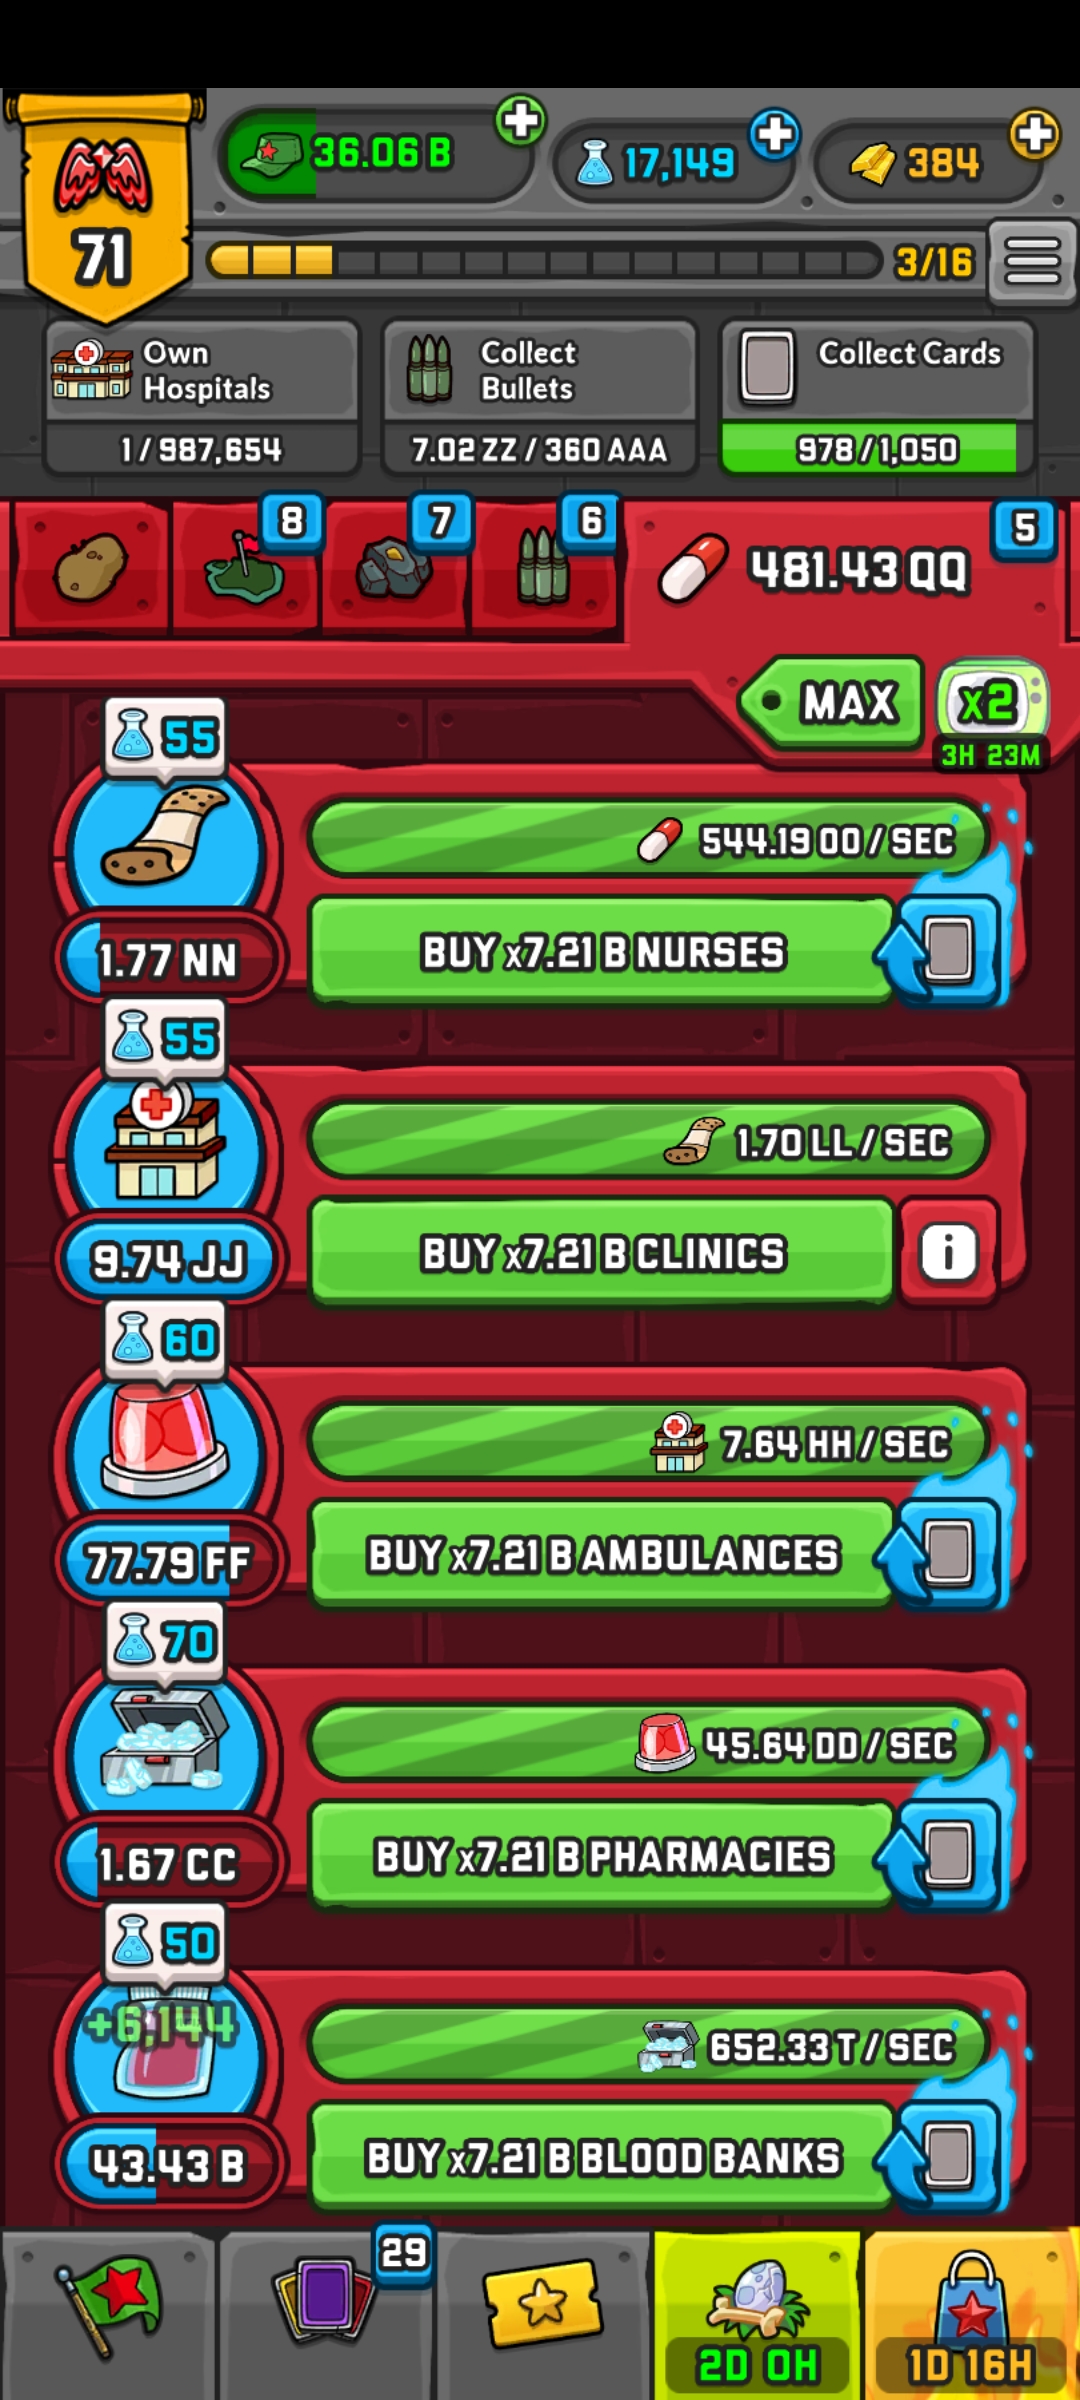 71
36.06 B
17,149
384
3/16
Own
Hospitals
1/987,654
Collect
Bullets
7.02 ZZ / 360 AAA
Collect Cards
978/1,050
8
7
6
481.43 QQ
5
MAX
x2
3H 23M
55
544.19 OO / SEC
1.77 NN
BUY x7.21 B NURSES
55
1.70 LL / SEC
9.74 JJ
BUY x7.21 B CLINICS
i
60
7.64 HH / SEC
77.79 FF
BUY x7.21 B AMBULANCES
70
45.64 DD / SEC
1.67 CC
BUY x7.21 B PHARMACIES
50
+6,144
652.33 T / SEC
43.43 B
BUY x7.21 B BLOOD BANKS
29
2D 0H
1D 16H